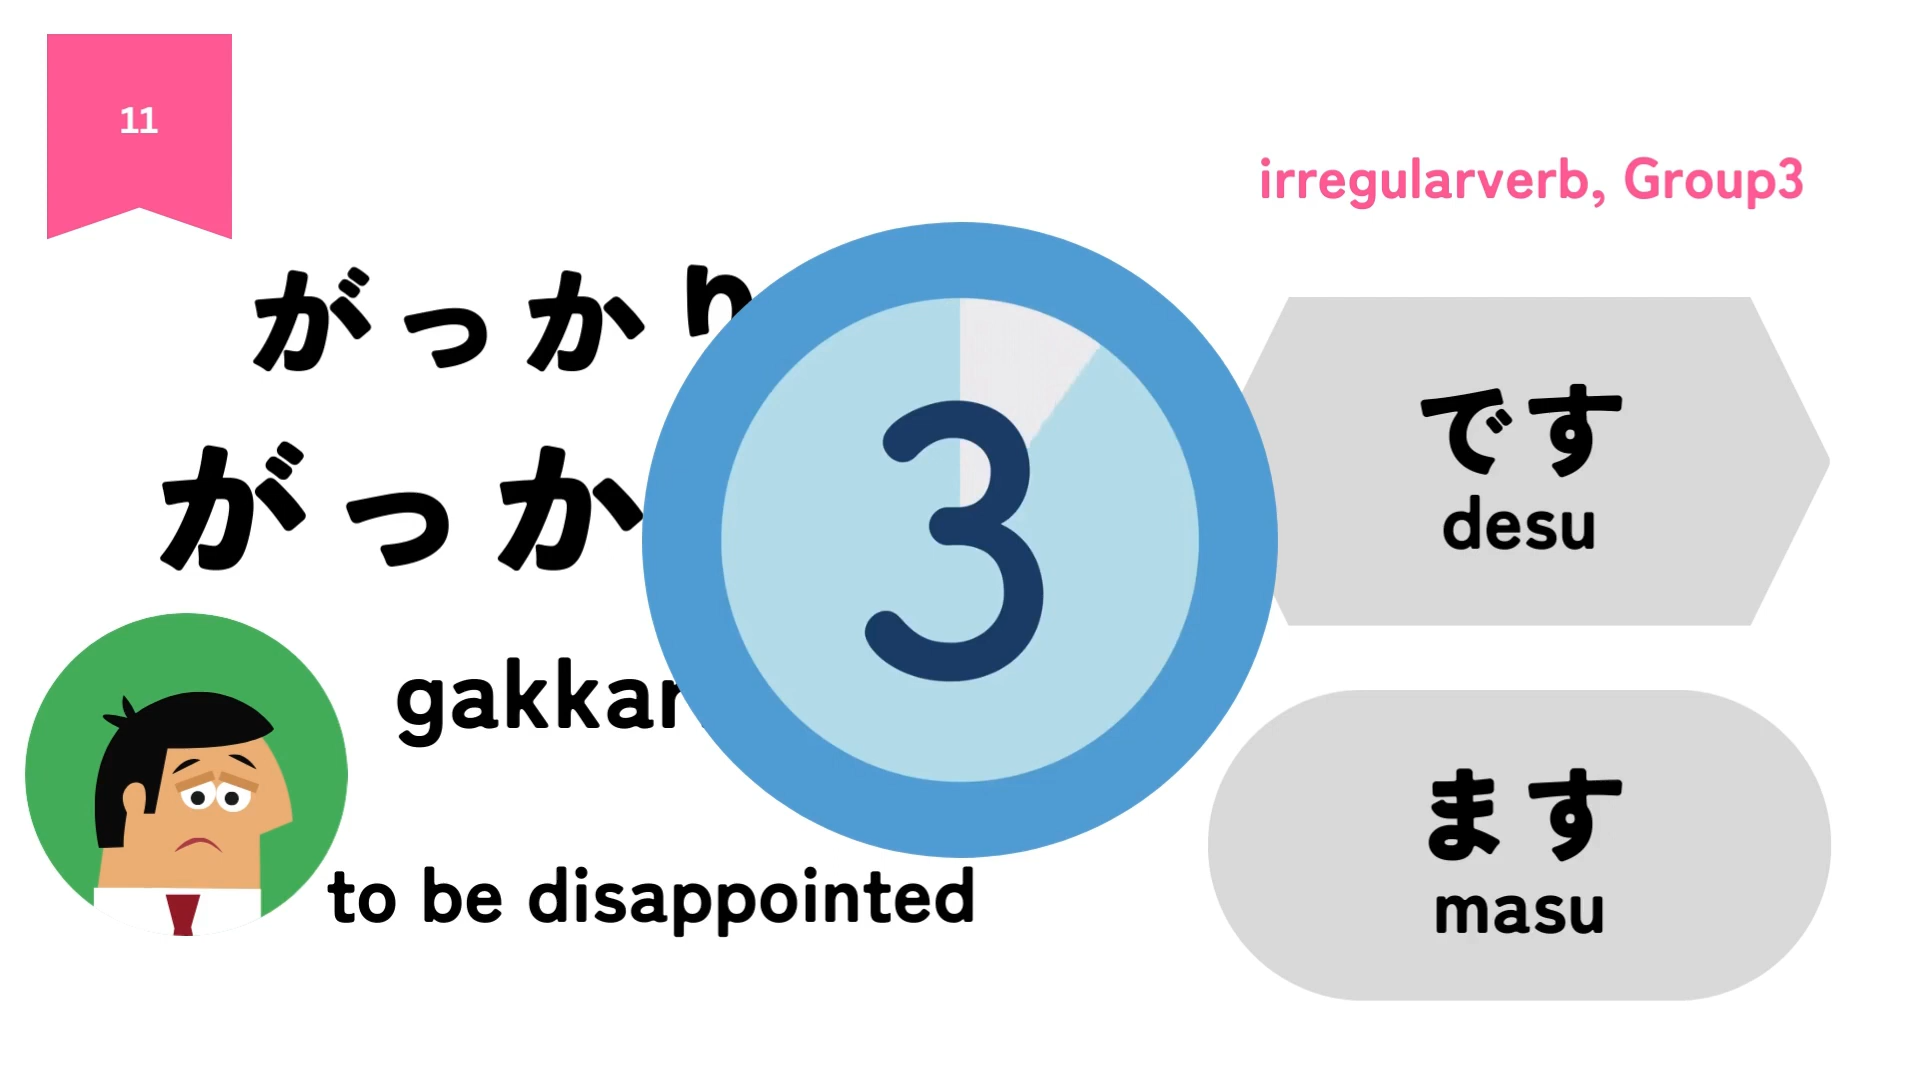 11
irregularverb, Group3
がっかり
がっか
です
desu
3
gakkar
ます
masu
to be disappointed